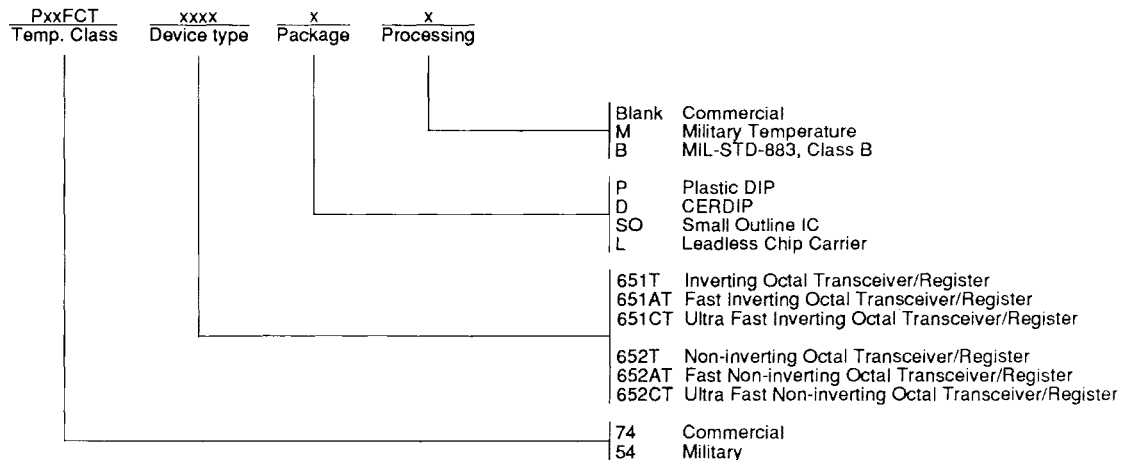 PxxFCT xxxx x x
Temp. Class Device type Package Processing
Blank Commercial
M Military Temperature
B MIL-STD-883, Class B
P Plastic DIP
D CERDIP
SO Small Outline IC
L Leadless Chip Carrier
651T Inverting Octal Transceiver/Register
651AT Fast Inverting Octal Transceiver/Register
651CT Ultra Fast Inverting Octal Transceiver/Register
652T Non-inverting Octal Transceiver/Register
652AT Fast Non-inverting Octal Transceiver/Register
652CT Ultra Fast Non-inverting Octal Transceiver/Register
74 Commercial
54 Military